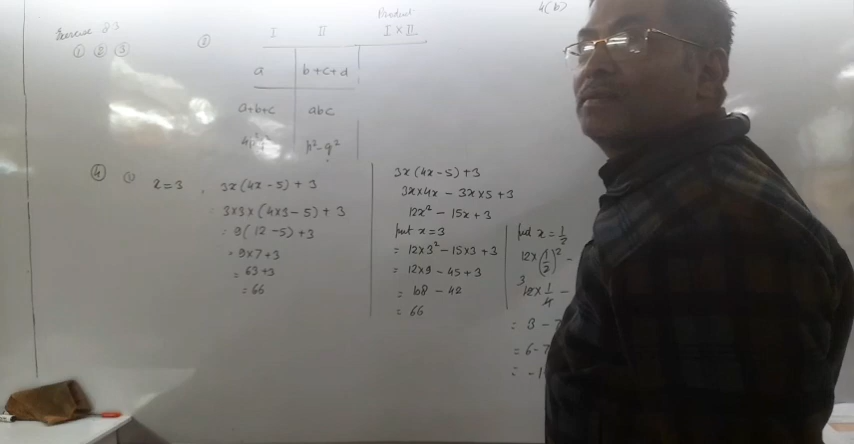 Exercise 8.3
① ② ③
4(b)
② I II Product I × II
a b+c+d
a+b+c abc
p²-q²
④ ① x=3, 3x(4x-5)+3
= 3×3×(4×3-5)+3
= 9(12-5)+3
= 9×7+3
= 63+3
= 66
3x(4x-5)+3
3x×4x - 3x×5+3
12x² - 15x+3
put x=3
= 12×3² - 15×3+3
= 12×9 - 45+3
= 108 - 42
= 66
put x=1/2
12×(1/2)² -
3
12×1/4 -
= 3 -
= 6-7
= -1